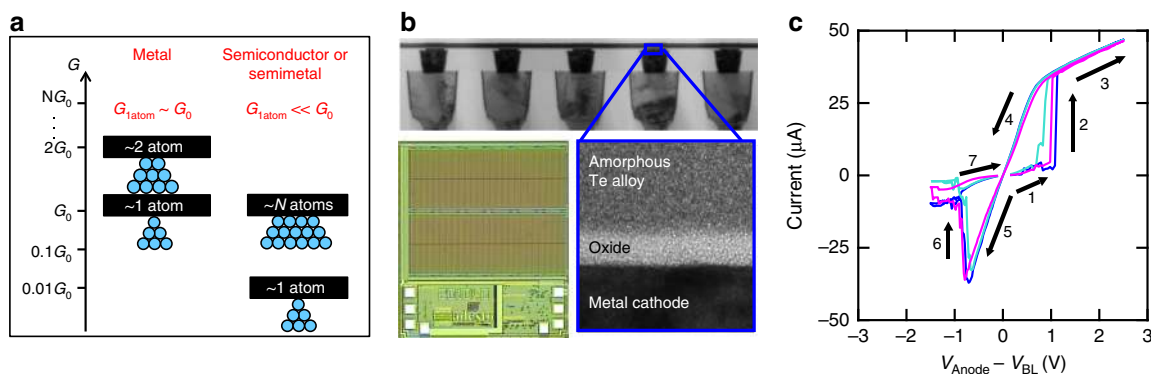 a
Metal
Semiconductor or
semimetal
G
G1atom ~ G0
G1atom << G0
NG0
2G0
G0
0.1G0
0.01G0
~2 atom
~1 atom
~N atoms
~1 atom
b
Amorphous
Te alloy
Oxide
Metal cathode
c
Current (μA)
50
25
0
−25
−50
−3
−2
−1
0
1
2
3
VAnode − VBL (V)
1
2
3
4
5
6
7